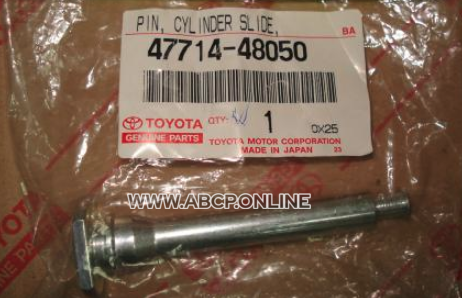 PIN, CYLINDER SLIDE,
BA
47714-48050
TOYOTA
GENUINE PARTS
QTY-
1
0X25
TOYOTA MOTOR CORPORATION
MADE IN JAPAN
23
WWW.ABCPONLINE